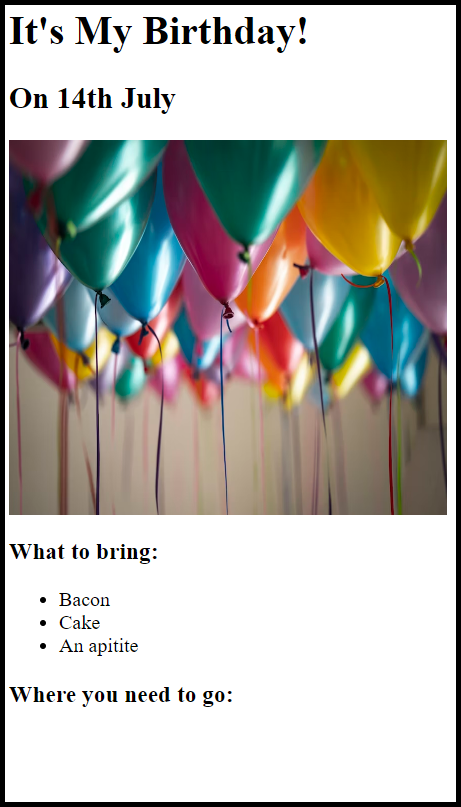 It's My Birthday!
On 14th July
What to bring:
Bacon
Cake
An apitite
Where you need to go: